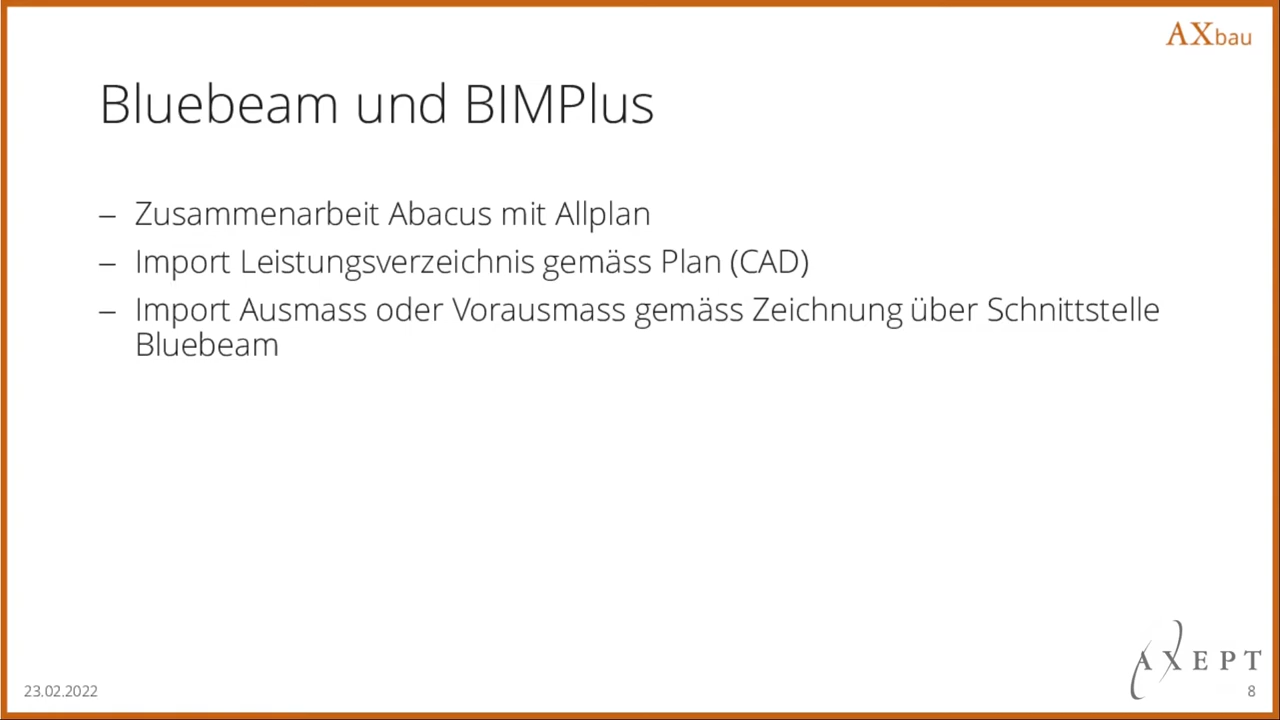 AXbau
Bluebeam und BIMPlus
– Zusammenarbeit Abacus mit Allplan
– Import Leistungsverzeichnis gemäss Plan (CAD)
– Import Ausmass oder Vorausmass gemäss Zeichnung über Schnittstelle
Bluebeam
AXEPT
23.02.2022
8